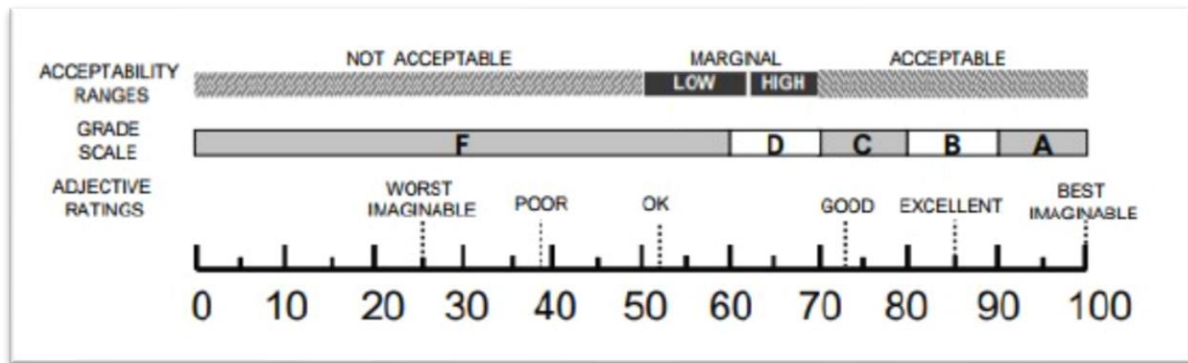 NOT ACCEPTABLE MARGINAL ACCEPTABLE
ACCEPTABILITY
RANGES
LOW HIGH
GRADE
SCALE
F D C B A
ADJECTIVE
RATINGS
WORST
IMAGINABLE
POOR
OK
GOOD
EXCELLENT
BEST
IMAGINABLE
0 10 20 30 40 50 60 70 80 90 100